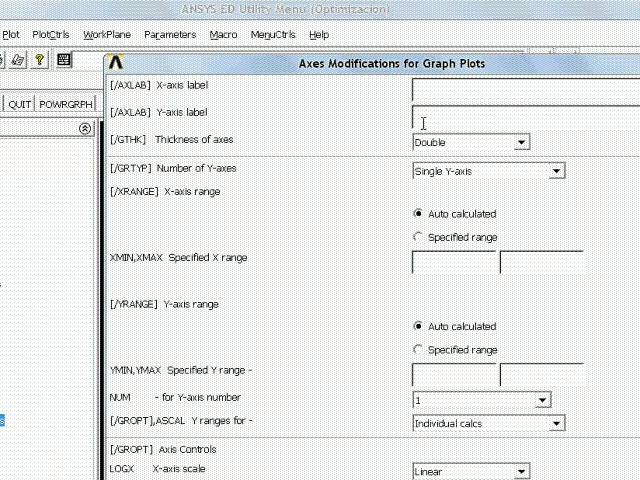 ANSYS ED Utility Menu (Optimizacion)
Plot PlotCtrls WorkPlane Parameters Macro MenuCtrls Help
?
Axes Modifications for Graph Plots
[/AXLAB] X-axis label
QUIT POWRGRPH
[/AXLAB] Y-axis label
[/GTHK] Thickness of axes Double
[/GRTYP] Number of Y-axes Single Y-axis
[/XRANGE] X-axis range
Auto calculated
Specified range
XMIN,XMAX Specified X range
[/YRANGE] Y-axis range
Auto calculated
Specified range
YMIN,YMAX Specified Y range -
NUM - for Y-axis number 1
[/GROPT],ASCAL Y ranges for - Individual calcs
[/GROPT] Axis Controls
LOGX X-axis scale Linear